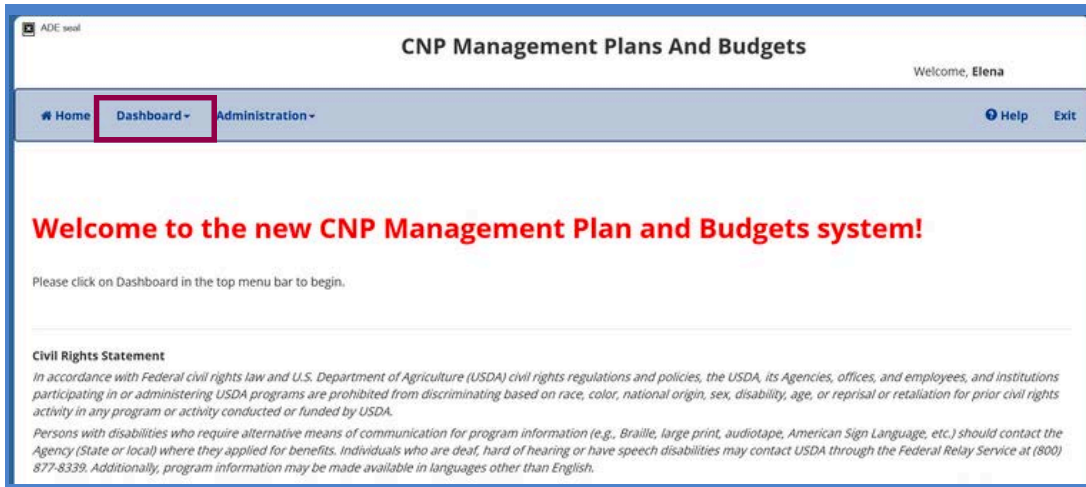 ADE seal
CNP Management Plans And Budgets
Welcome, Elena
Home Dashboard Administration Help Exit
Welcome to the new CNP Management Plan and Budgets system!
Please click on Dashboard in the top menu bar to begin.
Civil Rights Statement
In accordance with Federal civil rights law and U.S. Department of Agriculture (USDA) civil rights regulations and policies, the USDA, its Agencies, offices, and employees, and institutions
participating in or administering USDA programs are prohibited from discriminating based on race, color, national origin, sex, disability, age, or reprisal or retaliation for prior civil rights
activity in any program or activity conducted or funded by USDA.
Persons with disabilities who require alternative means of communication for program information (e.g., Braille, large print, audiotape, American Sign Language, etc.) should contact the
Agency (State or local) where they applied for benefits. Individuals who are deaf, hard of hearing or have speech disabilities may contact USDA through the Federal Relay Service at (800)
877-8339. Additionally, program information may be made available in languages other than English.